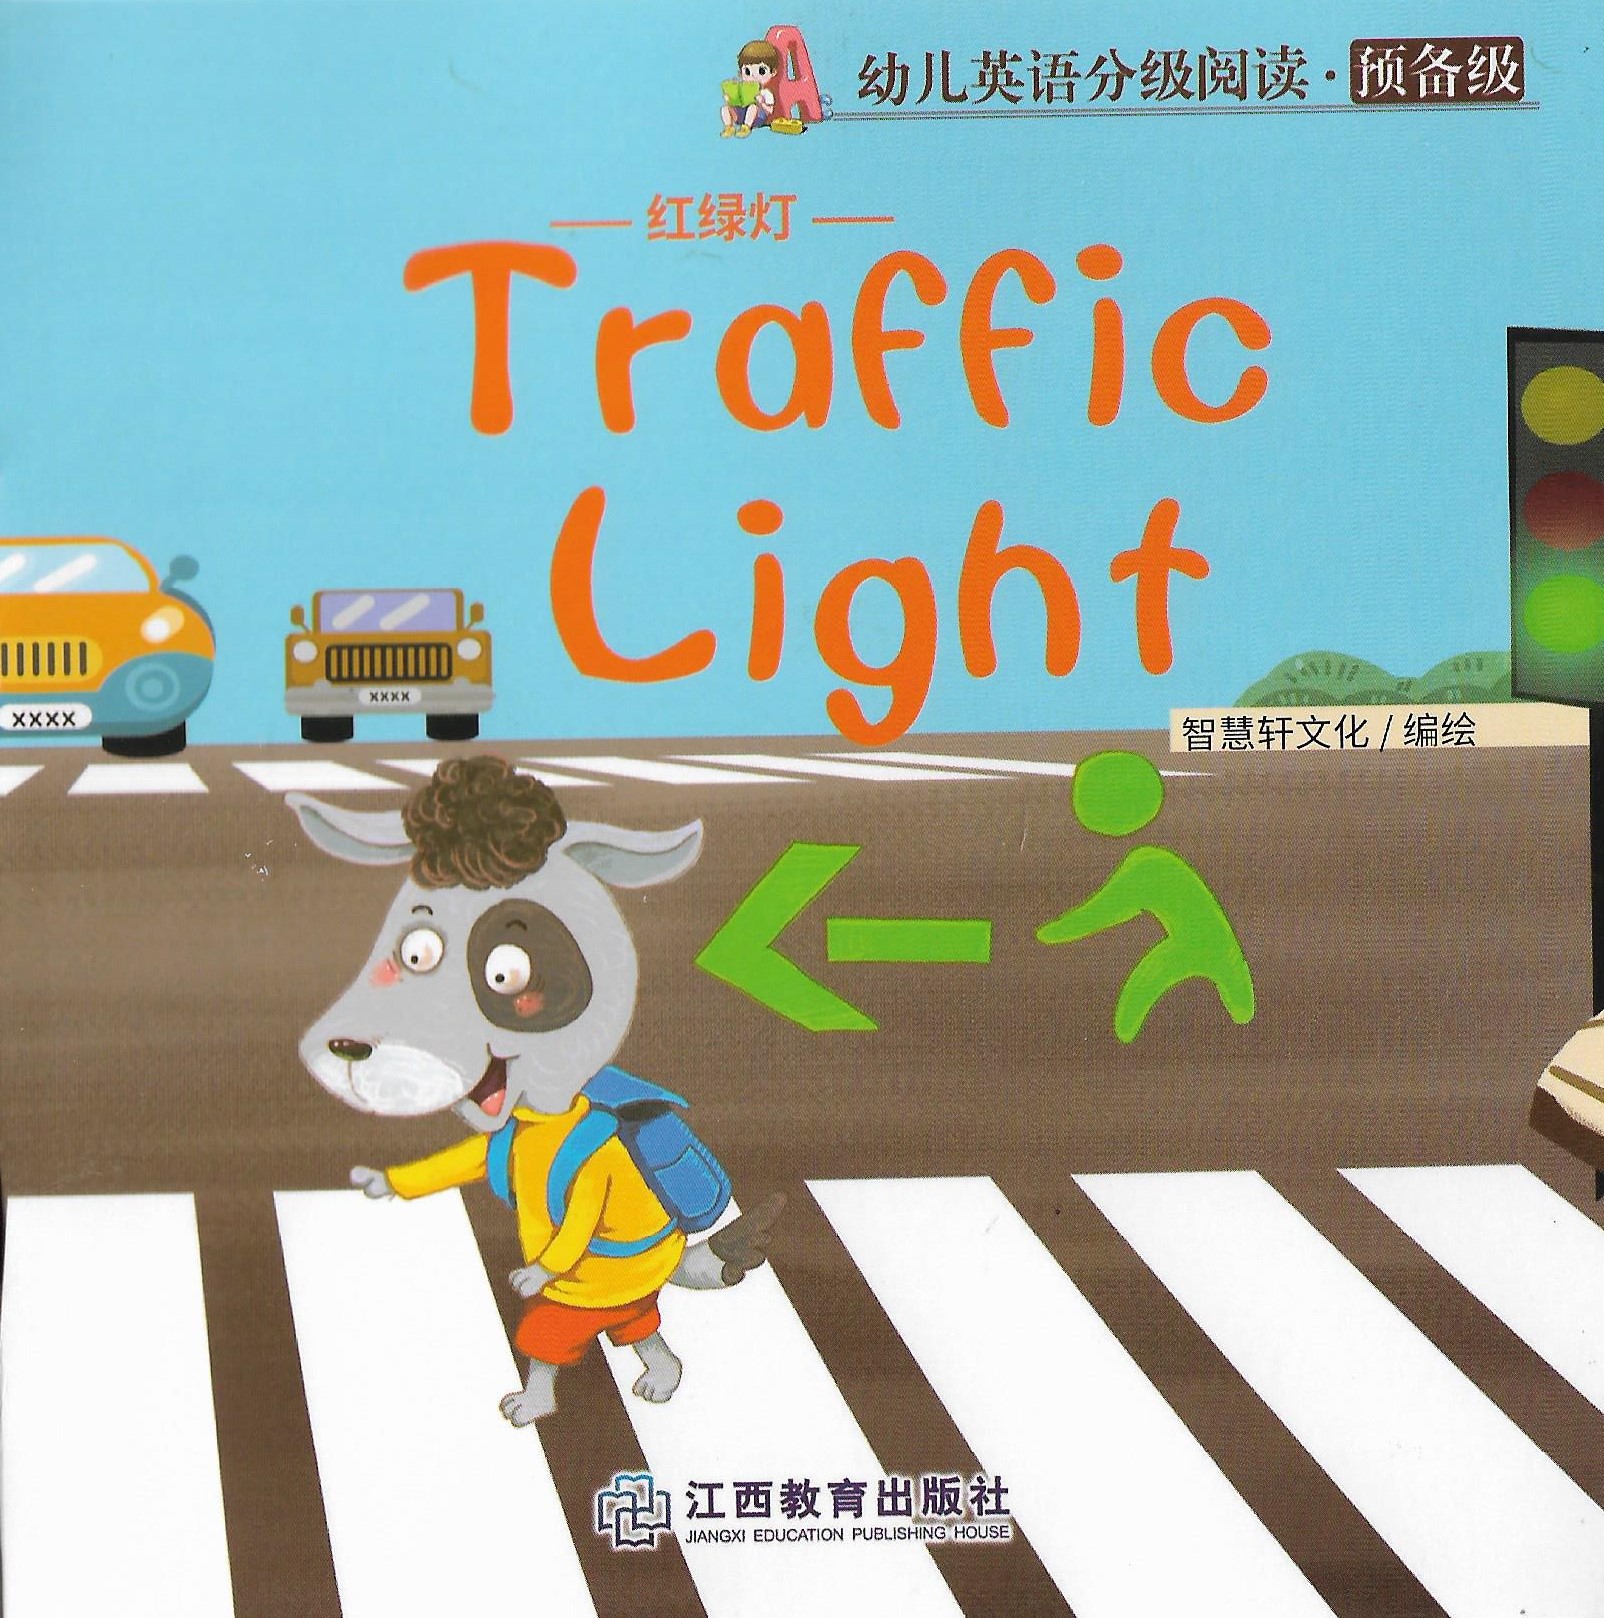 幼儿英语分级阅读·预备级
红绿灯
Traffic
Light
智慧轩文化 / 编绘
XXXX
XXXX
江西教育出版社
JIANGXI EDUCATION PUBLISHING HOUSE